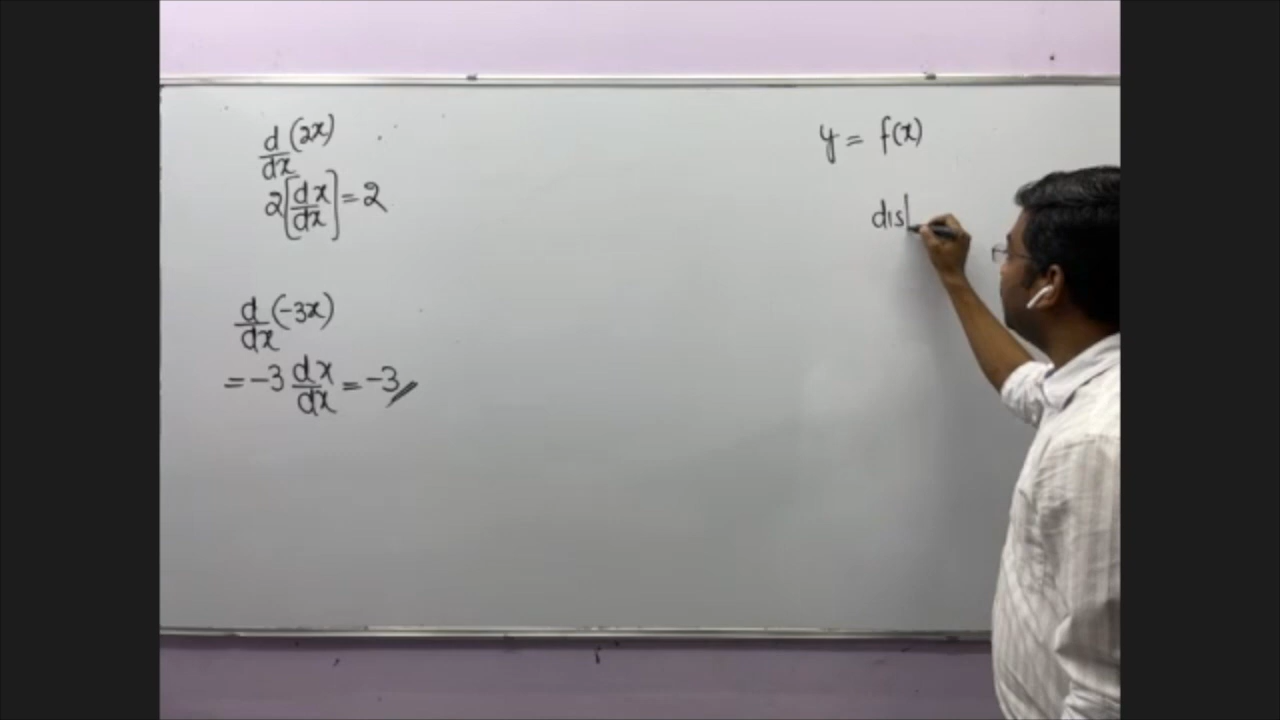 d/dx (2x)
2[dx/dx] = 2
d/dx (-3x)
= -3 dx/dx = -3
y = f(x)
dis